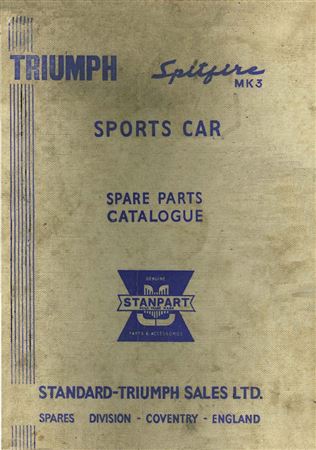 TRIUMPH Spitfire
MK3
SPORTS CAR
SPARE PARTS
CATALOGUE
GENUINE
STANPART
PARTS & ACCESSORIES
STANDARD-TRIUMPH SALES LTD.
SPARES DIVISION - COVENTRY - ENGLAND